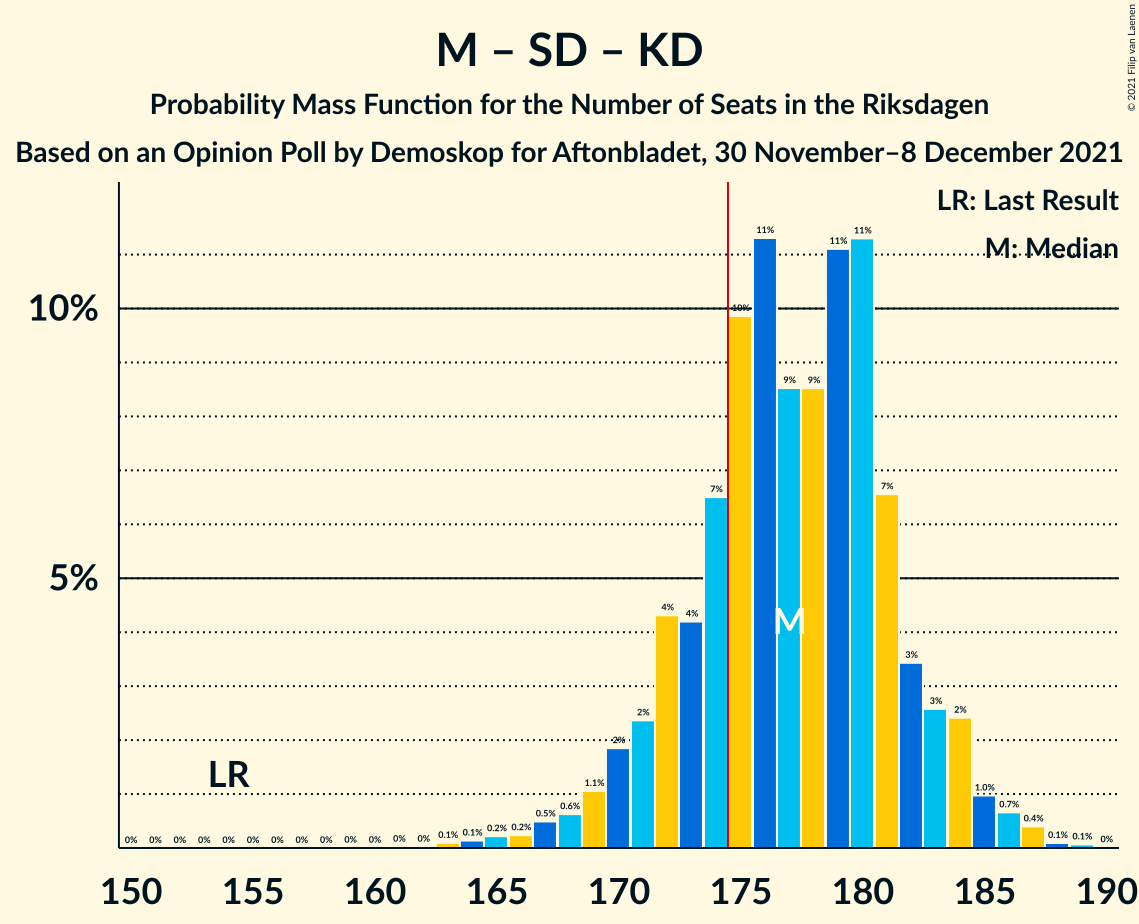 M – SD – KD
Probability Mass Function for the Number of Seats in the Riksdagen
Based on an Opinion Poll by Demoskop for Aftonbladet, 30 November–8 December 2021
© 2021 Filip van Laenen
LR: Last Result
M: Median
10%
5%
0% 0% 0% 0% 0% 0% 0% 0% 0% 0% 0% 0% 0% 0.1% 0.1% 0.2% 0.2% 0.5% 0.6% 1.1% 2% 2% 4% 4% 7% 10% 11% 9% 9% 11% 11% 7% 3% 3% 2% 1.0% 0.7% 0.4% 0.1% 0.1% 0%
M
LR
150 155 160 165 170 175 180 185 190